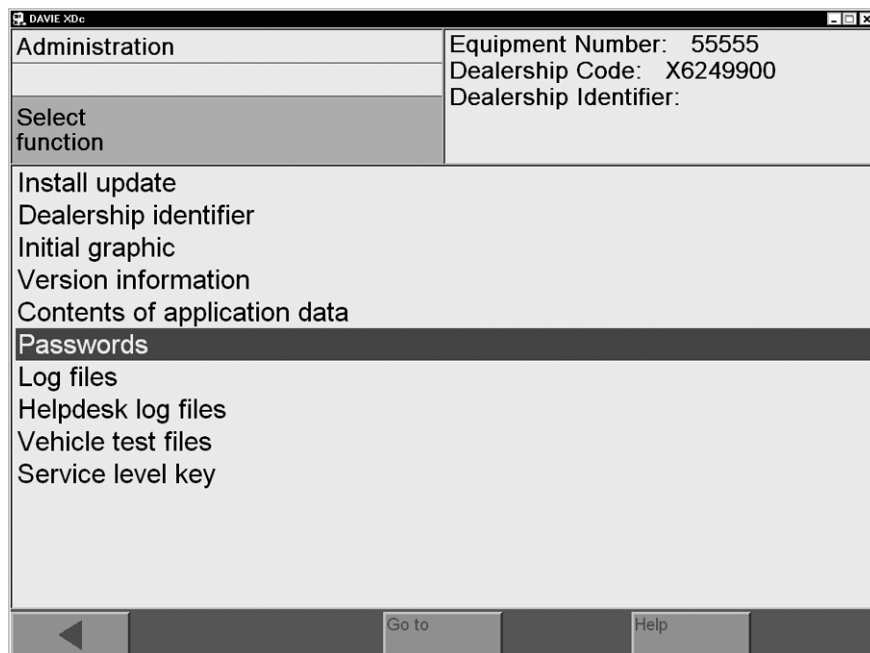 DAVIE XDc
Administration
Equipment Number: 55555
Dealership Code: X6249900
Dealership Identifier:
Select
function
Install update
Dealership identifier
Initial graphic
Version information
Contents of application data
Passwords
Log files
Helpdesk log files
Vehicle test files
Service level key
Go to
Help